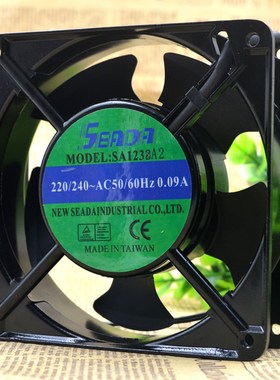 SEADA
MODEL:SA1238A2
220/240~AC50/60Hz 0.09A
NEW SEADAINDUSTRIAL CO.,LTD.
CE
MADE IN TAIWAN